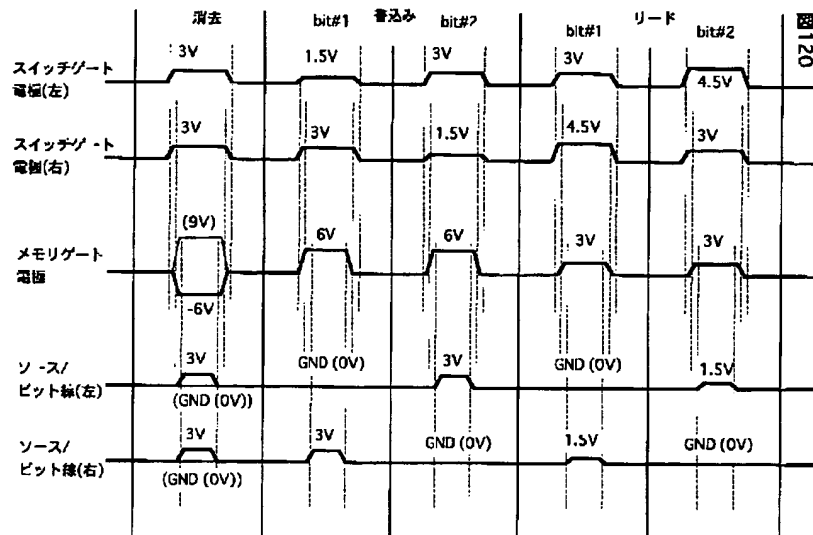 図120
消去 書込み リード
bit#1 bit#2 bit#1 bit#2
スイッチゲート
電極(左)
3V 1.5V 3V 3V 4.5V
スイッチゲート
電極(右)
3V 3V 1.5V 4.5V 3V
メモリゲート
電極
(9V) 6V 6V 3V 3V
-6V
ソース/
ビット線(左)
3V GND (0V) 3V GND (0V) 1.5V
(GND (0V))
ソース/
ビット線(右)
3V 3V GND (0V) 1.5V GND (0V)
(GND (0V))